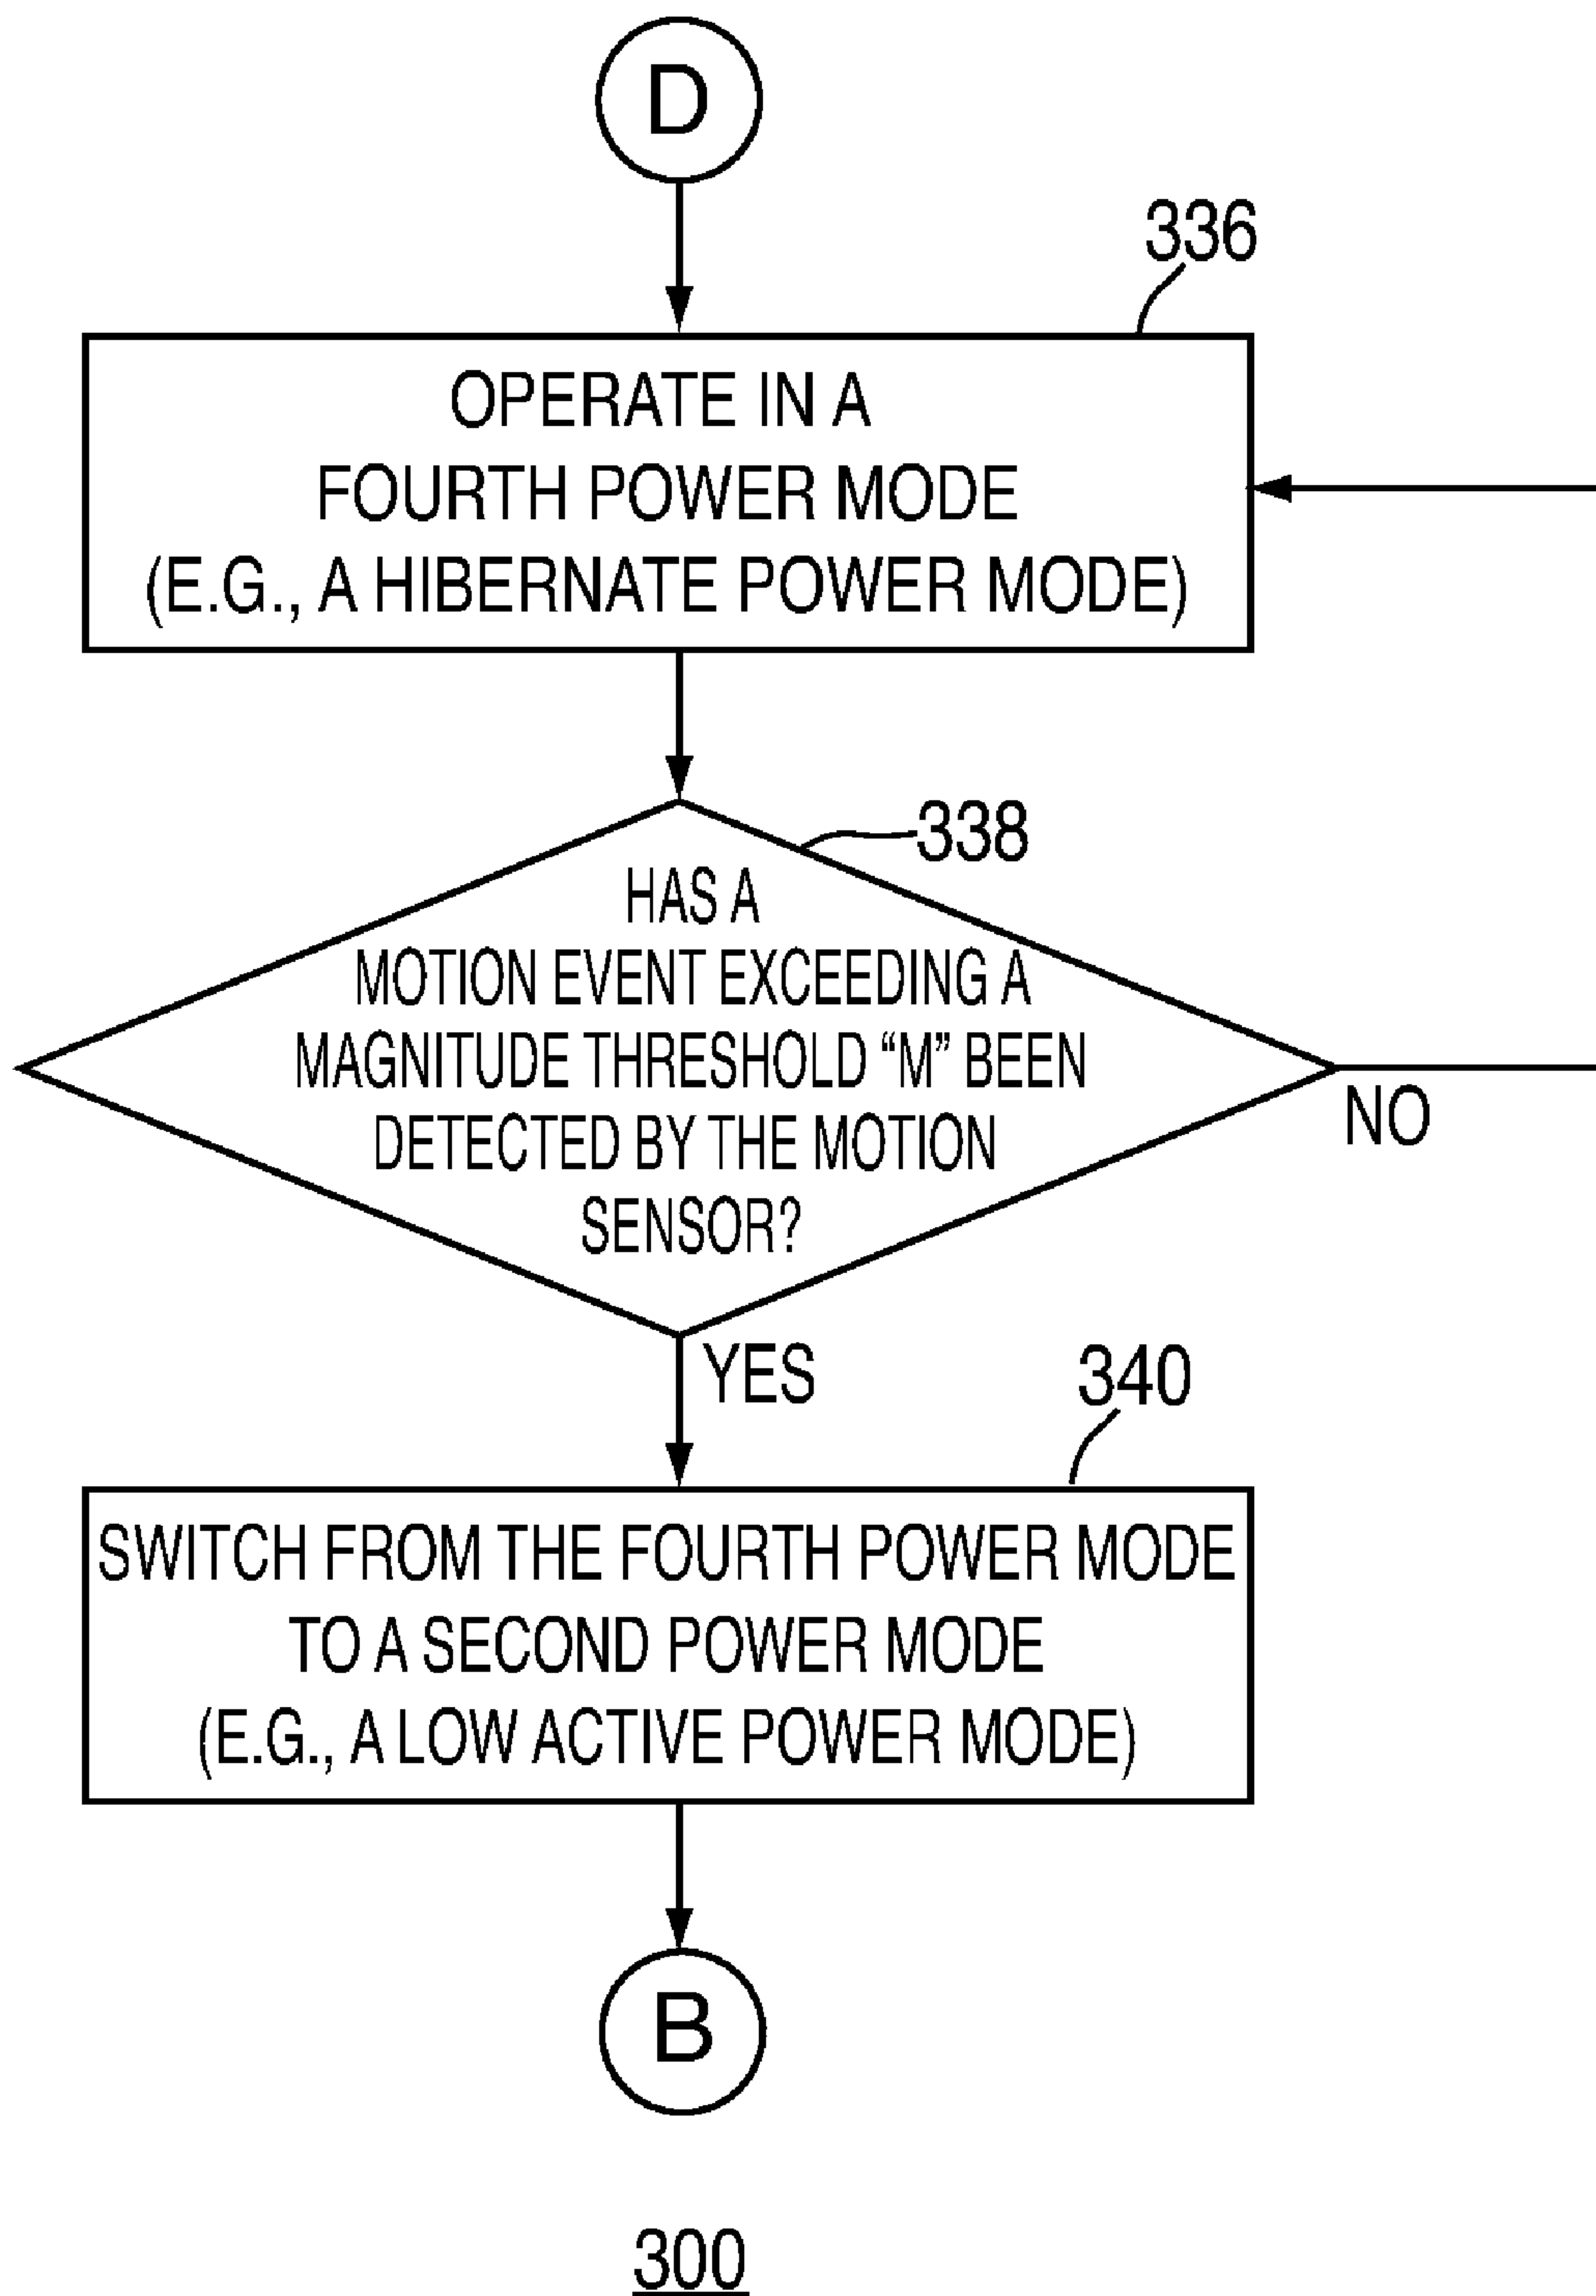 D
336
OPERATE IN A
FOURTH POWER MODE
(E.G., A HIBERNATE POWER MODE)
338
HAS A
MOTION EVENT EXCEEDING A
MAGNITUDE THRESHOLD “M” BEEN
DETECTED BY THE MOTION
SENSOR?
NO
YES
340
SWITCH FROM THE FOURTH POWER MODE
TO A SECOND POWER MODE
(E.G., A LOW ACTIVE POWER MODE)
B
300